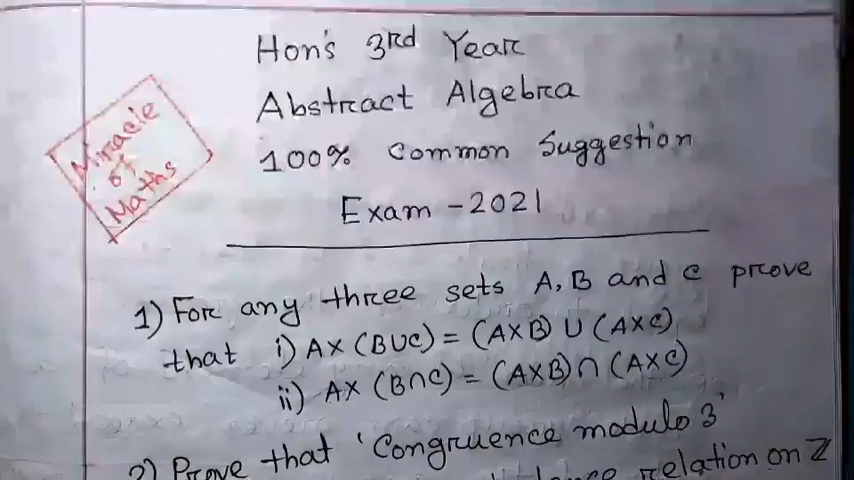 Hon's 3rd Year
Abstract Algebra
100% Common Suggestion
Exam - 2021
Miracle
of
Maths
1) For any three sets A, B and C prove
that i) A× (B∪C) = (A×B) ∪ (A×C)
ii) A× (B∩C) = (A×B) ∩ (A×C)
2) Prove that 'Congruence modulo 3'
relation on Z